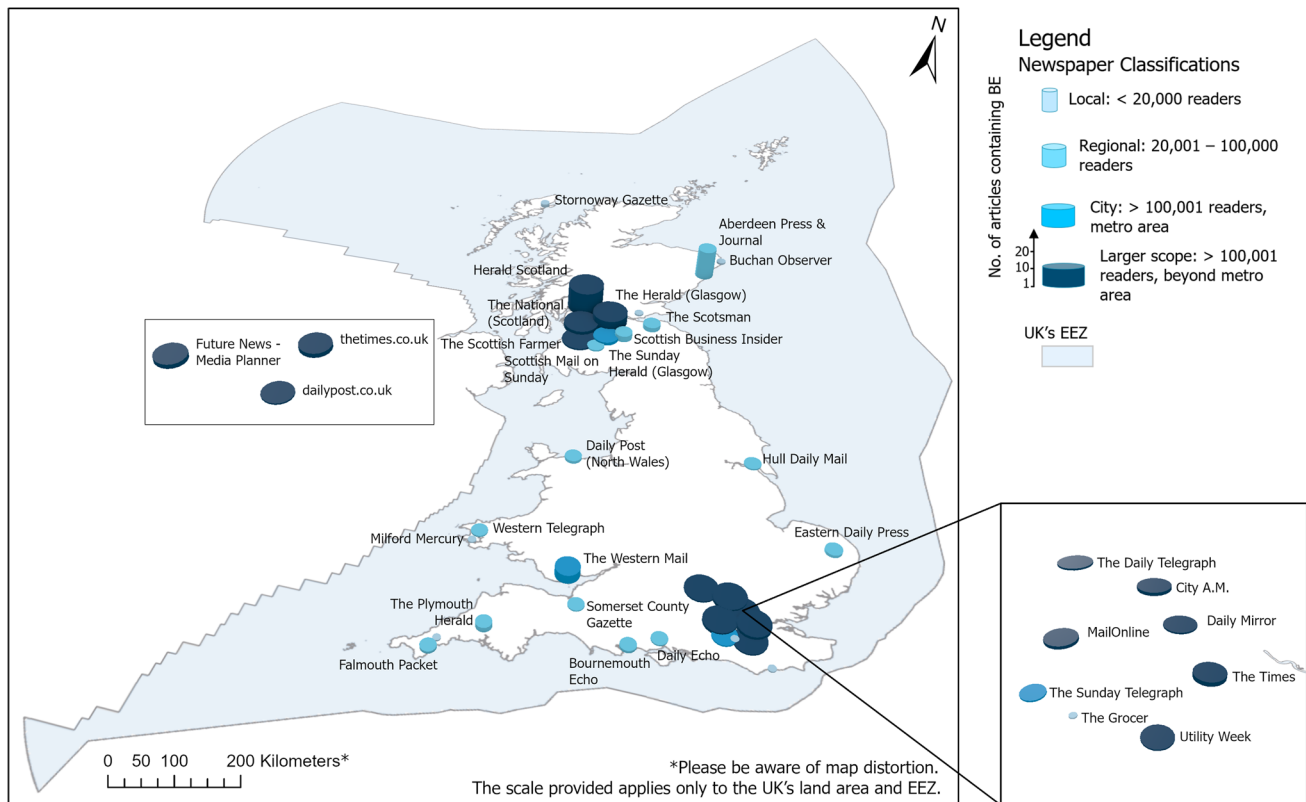 N
Stornoway Gazette
Aberdeen Press &
Journal
Buchan Observer
Herald Scotland
The Herald (Glasgow)
The National
(Scotland)
The Scotsman
The Scottish Farmer
Scottish Business Insider
Scottish Mail on
Sunday
The Sunday
Herald (Glasgow)
Future News -
Media Planner
thetimes.co.uk
dailypost.co.uk
Daily Post
(North Wales)
Hull Daily Mail
Western Telegraph
Milford Mercury
Eastern Daily Press
The Western Mail
The Plymouth
Herald
Somerset County
Gazette
Falmouth Packet
Bournemouth
Echo
Daily Echo
0 50 100 200 Kilometers*
*Please be aware of map distortion.
The scale provided applies only to the UK's land area and EEZ.
Legend
Newspaper Classifications
No. of articles containing BE
Local: < 20,000 readers
Regional: 20,001 – 100,000
readers
City: > 100,001 readers,
metro area
20
10
1
Larger scope: > 100,001
readers, beyond metro
area
UK's EEZ
The Daily Telegraph
City A.M.
Daily Mirror
MailOnline
The Times
The Sunday Telegraph
The Grocer
Utility Week